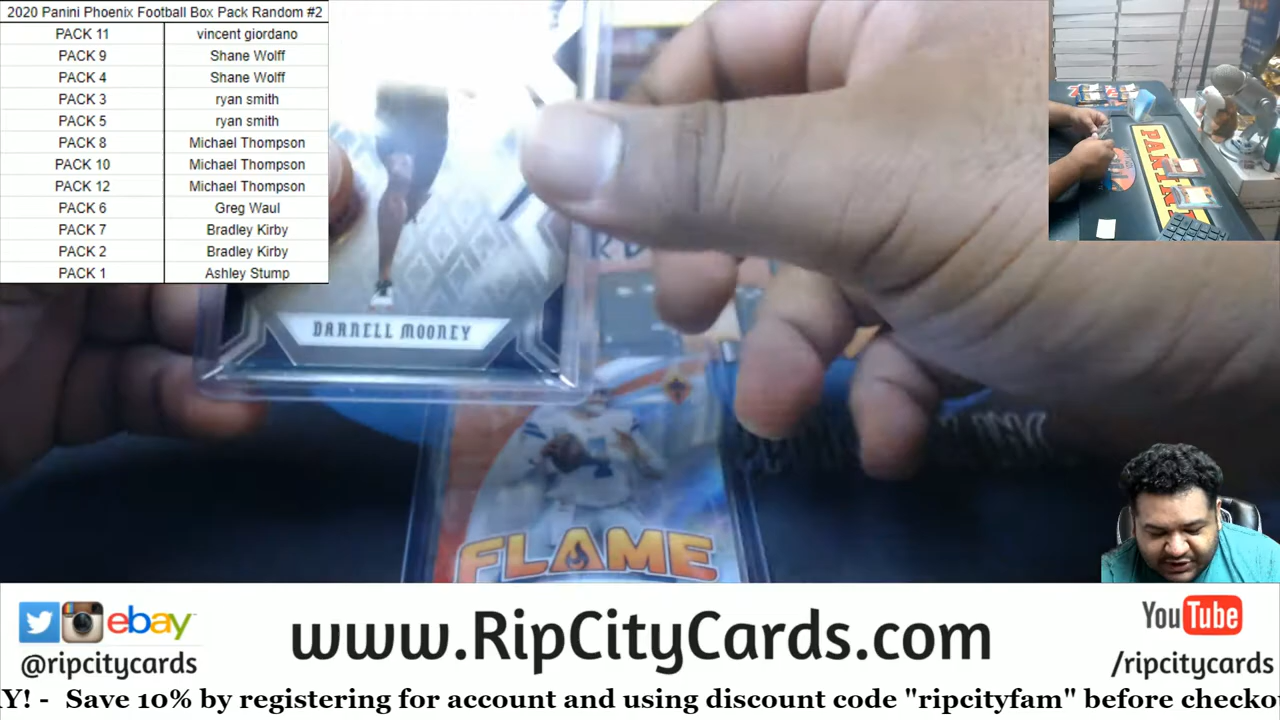 2020 Panini Phoenix Football Box Pack Random #2
PACK 11 vincent giordano
PACK 9 Shane Wolff
PACK 4 Shane Wolff
PACK 3 ryan smith
PACK 5 ryan smith
PACK 8 Michael Thompson
PACK 10 Michael Thompson
PACK 12 Michael Thompson
PACK 6 Greg Waul
PACK 7 Bradley Kirby
PACK 2 Bradley Kirby
PACK 1 Ashley Stump
PANINI
DARNELL MOONEY
FLAME
ebay
@ripcitycards
www.RipCityCards.com
YouTube
/ripcitycards
Y! - Save 10% by registering for account and using discount code "ripcityfam" before checko